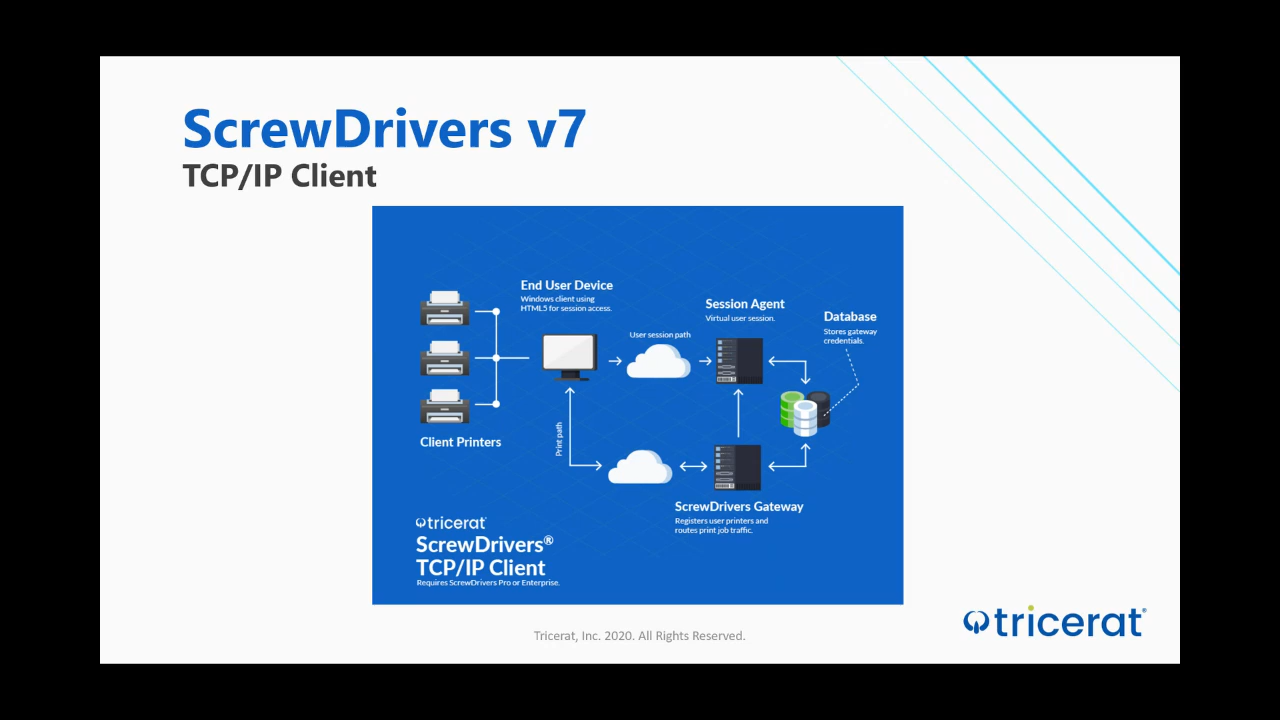 ScrewDrivers v7
TCP/IP Client
End User Device
Windows client using
HTML5 for session access.
User session path
Session Agent
Virtual user session.
Database
Stores gateway
credentials.
Client Printers
Print path
ScrewDrivers Gateway
Registers user printers and
routes print job traffic.
tricerat®
ScrewDrivers®
TCP/IP Client
Requires ScrewDrivers Pro or Enterprise.
Tricerat, Inc. 2020. All Rights Reserved.
tricerat®